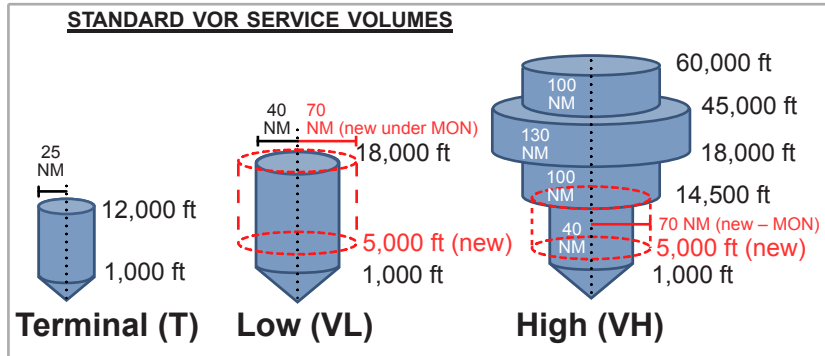 STANDARD VOR SERVICE VOLUMES
25
NM
12,000 ft
1,000 ft
Terminal (T)
40
NM
70
NM (new under MON)
18,000 ft
5,000 ft (new)
1,000 ft
Low (VL)
60,000 ft
100
NM
45,000 ft
130
NM
18,000 ft
100
NM
14,500 ft
70 NM (new – MON)
40
NM
5,000 ft (new)
1,000 ft
High (VH)